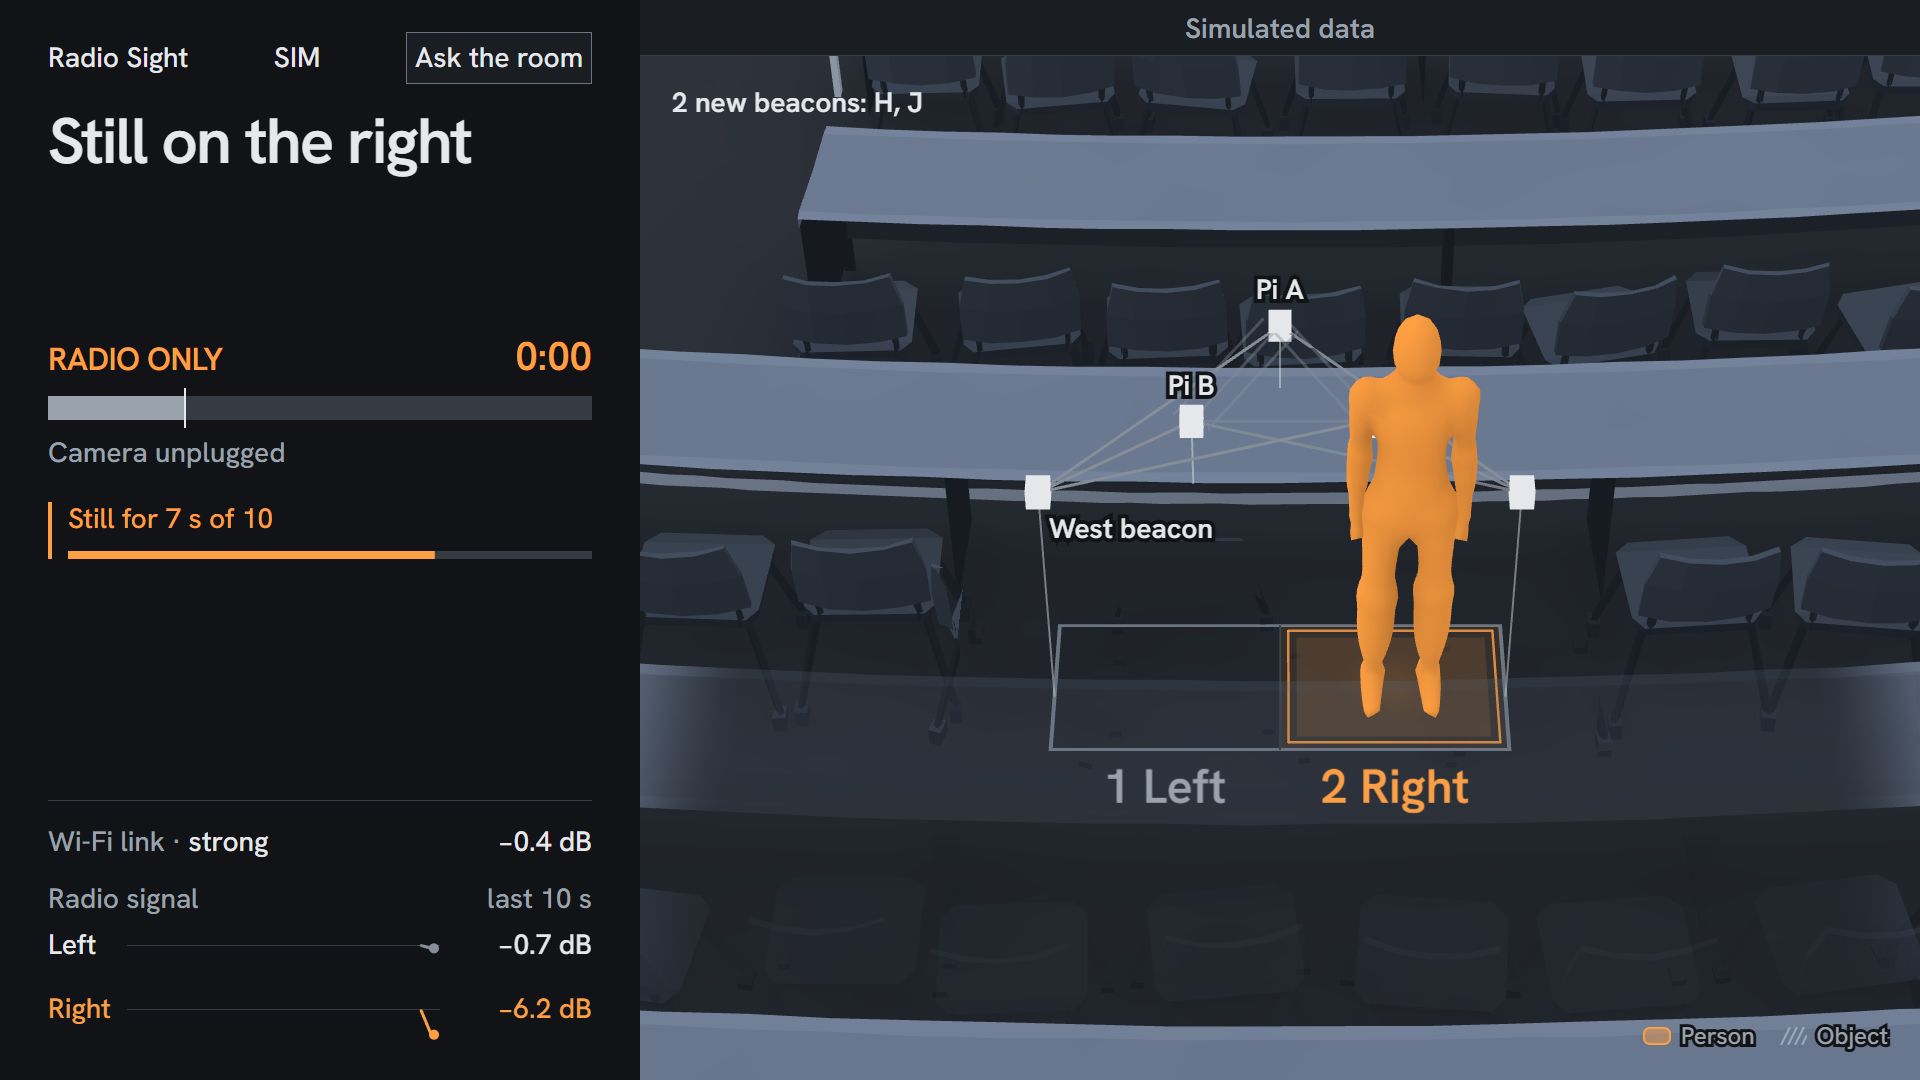 Radio Sight
SIM
Ask the room
Still on the right
RADIO ONLY
0:00
Camera unplugged
Still for 7 s of 10
Wi-Fi link · strong
−0.4 dB
Radio signal
last 10 s
Left
−0.7 dB
Right
−6.2 dB
Simulated data
2 new beacons: H, J
Pi A
Pi B
West beacon
1 Left
2 Right
Person
Object